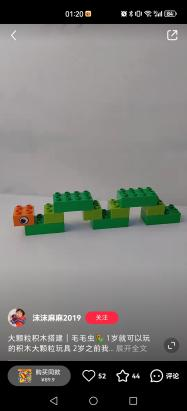 01:20
沫沫麻麻2019
关注
大颗粒积木搭建｜毛毛虫🐛1岁就可以玩
的积木大颗粒玩具 2岁之前我... 展开全文
购买同款
¥89.9
52
44
评论